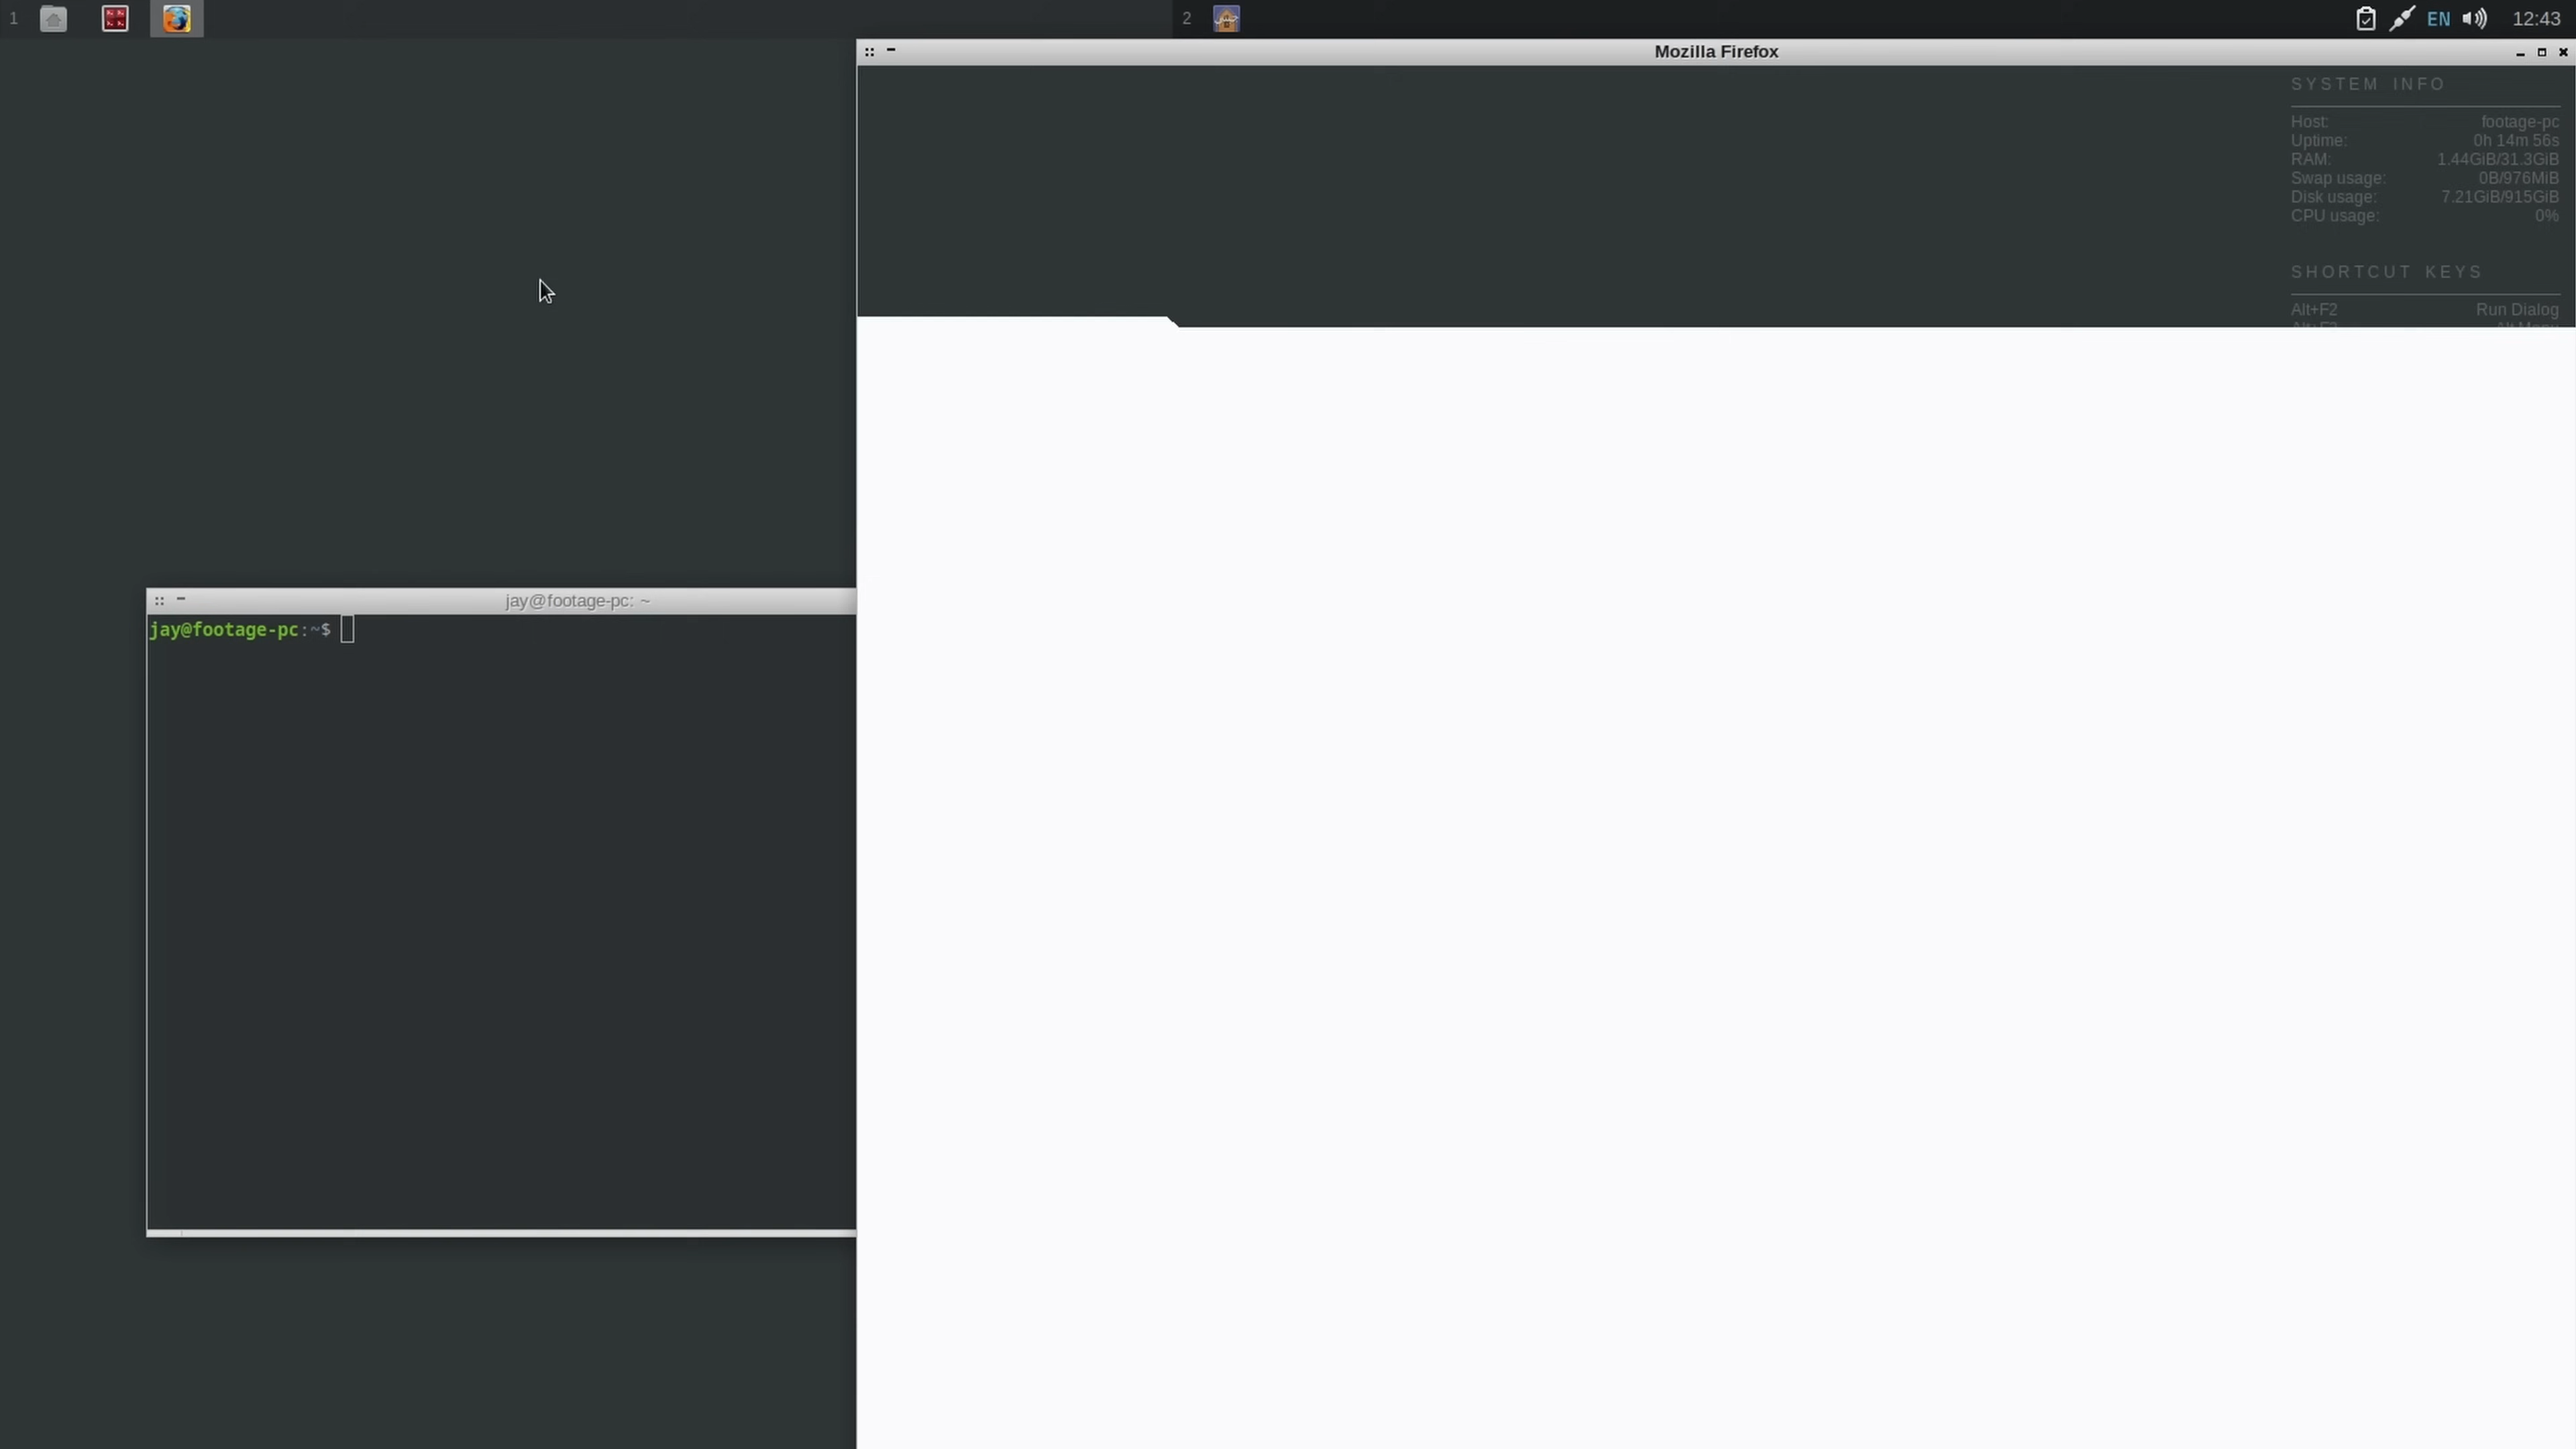 1
2
EN
12:43
Mozilla Firefox
SYSTEM INFO
Host: footage-pc
Uptime: 0h 14m 56s
RAM: 1.44GiB/31.3GiB
Swap usage: 0B/976MiB
Disk usage: 7.21GiB/915GiB
CPU usage: 0%
SHORTCUT KEYS
Alt+F2 Run Dialog
jay@footage-pc: ~
jay@footage-pc:~$